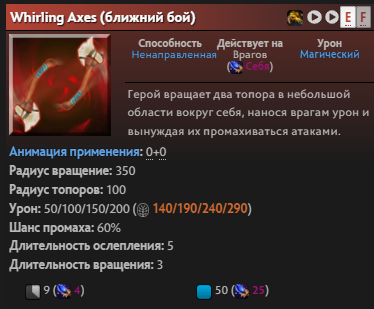 Whirling Axes (ближний бой)
E F
Способность Действует на Урон
Ненаправленная Врагов Магический
(Себя)
Герой вращает два топора в небольшой
области вокруг себя, нанося врагам урон и
вынуждая их промахиваться атаками.
Анимация применения: 0+0
Радиус вращение: 350
Радиус топоров: 100
Урон: 50/100/150/200 (140/190/240/290)
Шанс промаха: 60%
Длительность ослепления: 5
Длительность вращения: 3
9 (4) 50 (25)